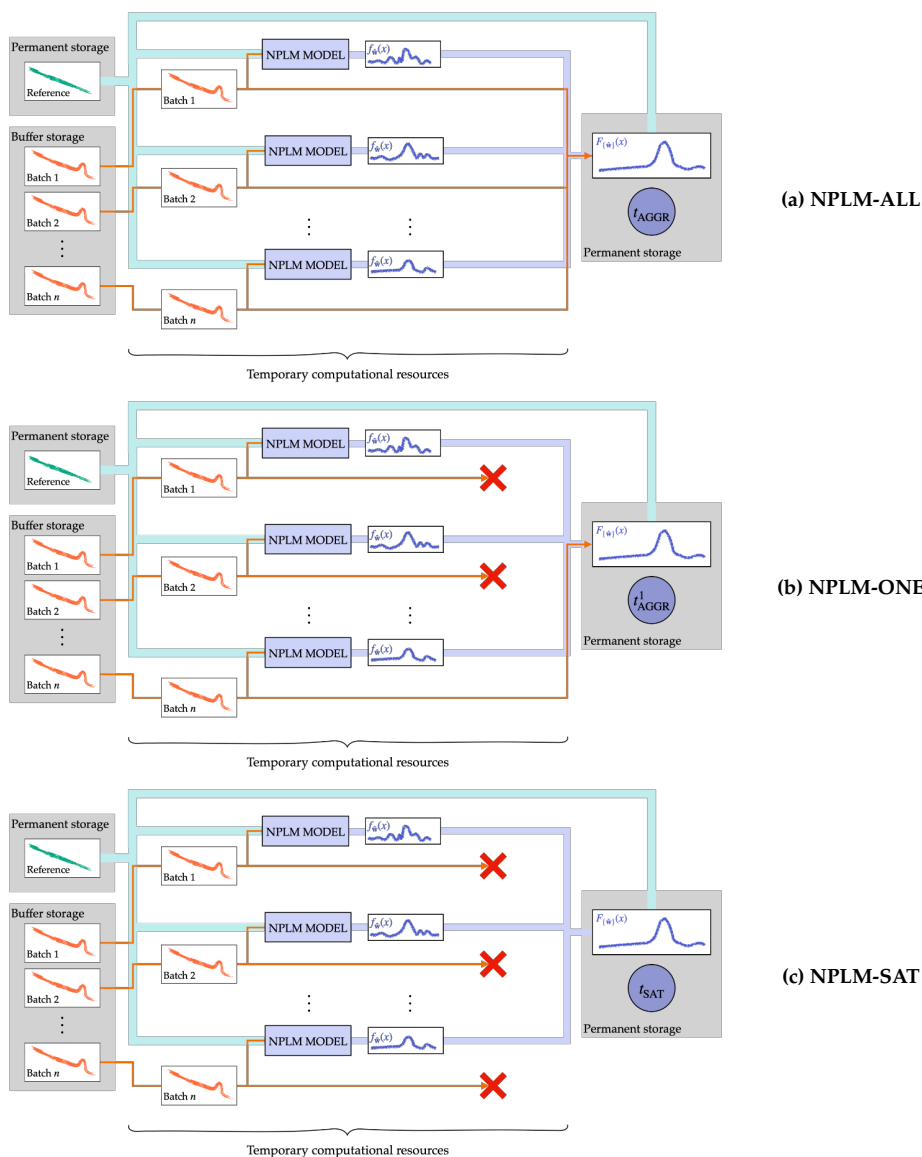 Permanent storage
Reference
Buffer storage
Batch 1
Batch 2
⋮
Batch n
Batch 1
Batch 2
Batch n
NPLM MODEL
f_ŵ(x)
NPLM MODEL
f_ŵ(x)
⋮ ⋮
NPLM MODEL
f_ŵ(x)
F_{ŵ}(x)
t_AGGR
Permanent storage
(a) NPLM-ALL
Temporary computational resources
Permanent storage
Reference
Buffer storage
Batch 1
Batch 2
⋮
Batch n
Batch 1
Batch 2
Batch n
NPLM MODEL
f_ŵ(x)
NPLM MODEL
f_ŵ(x)
⋮ ⋮
NPLM MODEL
f_ŵ(x)
F_{ŵ}(x)
t^1_AGGR
Permanent storage
(b) NPLM-ONE
Temporary computational resources
Permanent storage
Reference
Buffer storage
Batch 1
Batch 2
⋮
Batch n
Batch 1
Batch 2
Batch n
NPLM MODEL
f_ŵ(x)
NPLM MODEL
f_ŵ(x)
⋮ ⋮
NPLM MODEL
f_ŵ(x)
F_{ŵ}(x)
t_SAT
Permanent storage
(c) NPLM-SAT
Temporary computational resources